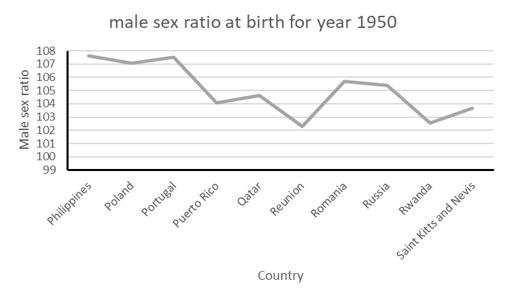 male sex ratio at birth for year 1950
Male sex ratio
108
107
106
105
104
103
102
101
100
99
Philippines
Poland
Portugal
Puerto Rico
Qatar
Reunion
Romania
Russia
Rwanda
Saint Kitts and Nevis
Country